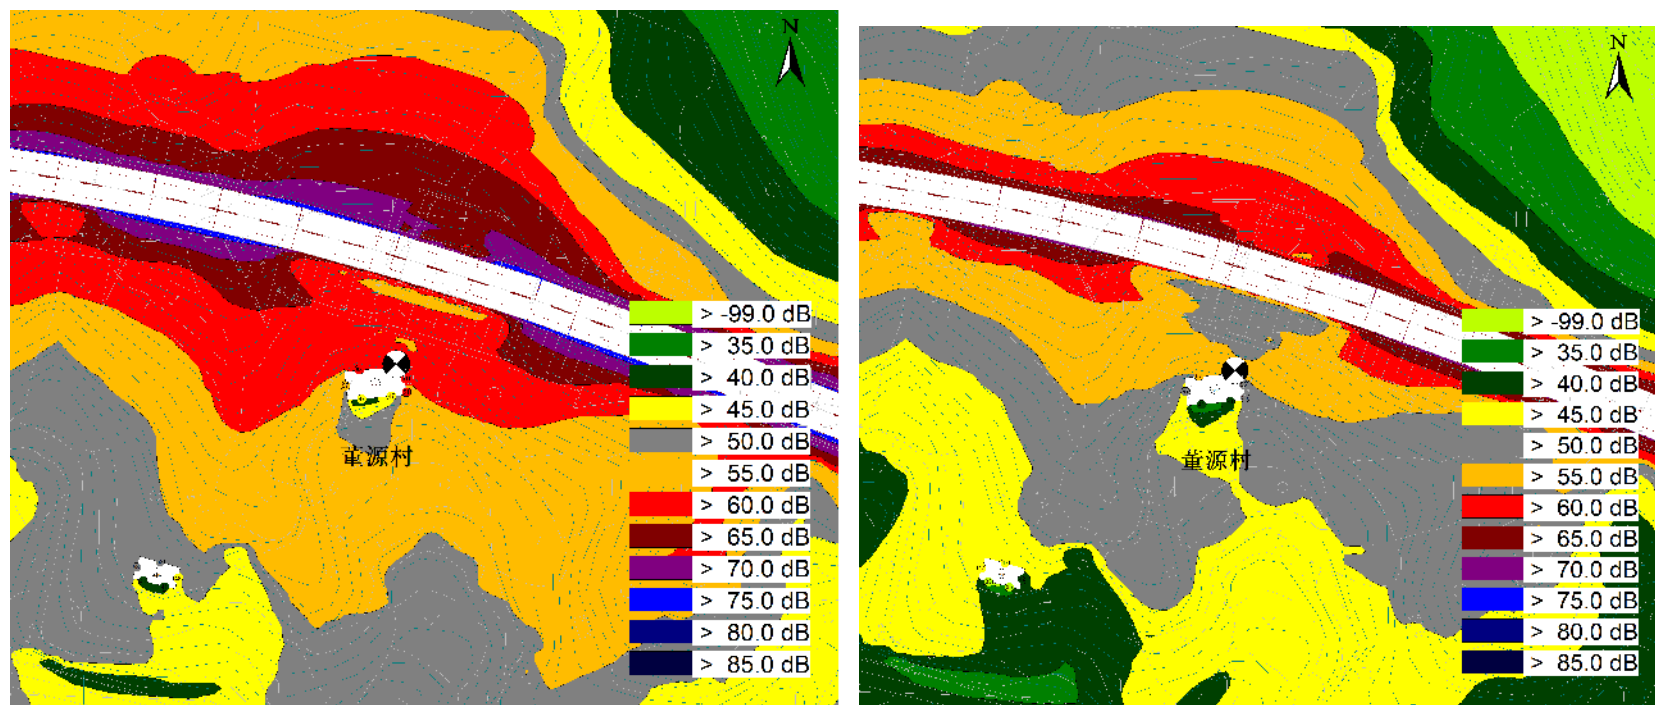 N
> -99.0 dB
> 35.0 dB
> 40.0 dB
> 45.0 dB
> 50.0 dB
> 55.0 dB
> 60.0 dB
> 65.0 dB
> 70.0 dB
> 75.0 dB
> 80.0 dB
> 85.0 dB
董源村
N
> -99.0 dB
> 35.0 dB
> 40.0 dB
> 45.0 dB
> 50.0 dB
> 55.0 dB
> 60.0 dB
> 65.0 dB
> 70.0 dB
> 75.0 dB
> 80.0 dB
> 85.0 dB
董源村